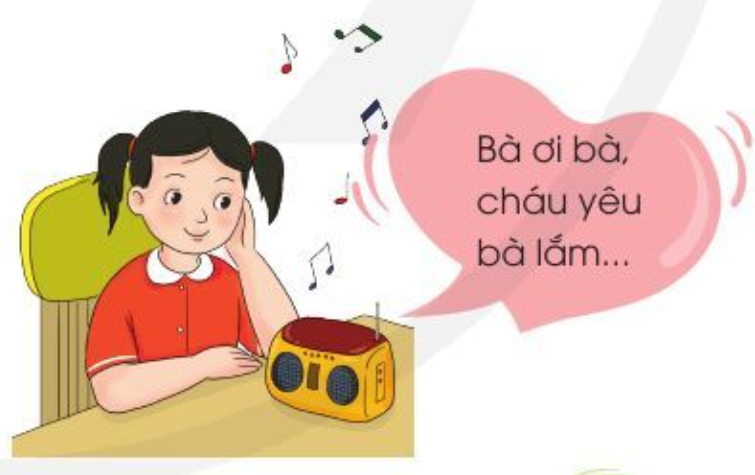 Bà ơi bà,
cháu yêu
bà lắm...